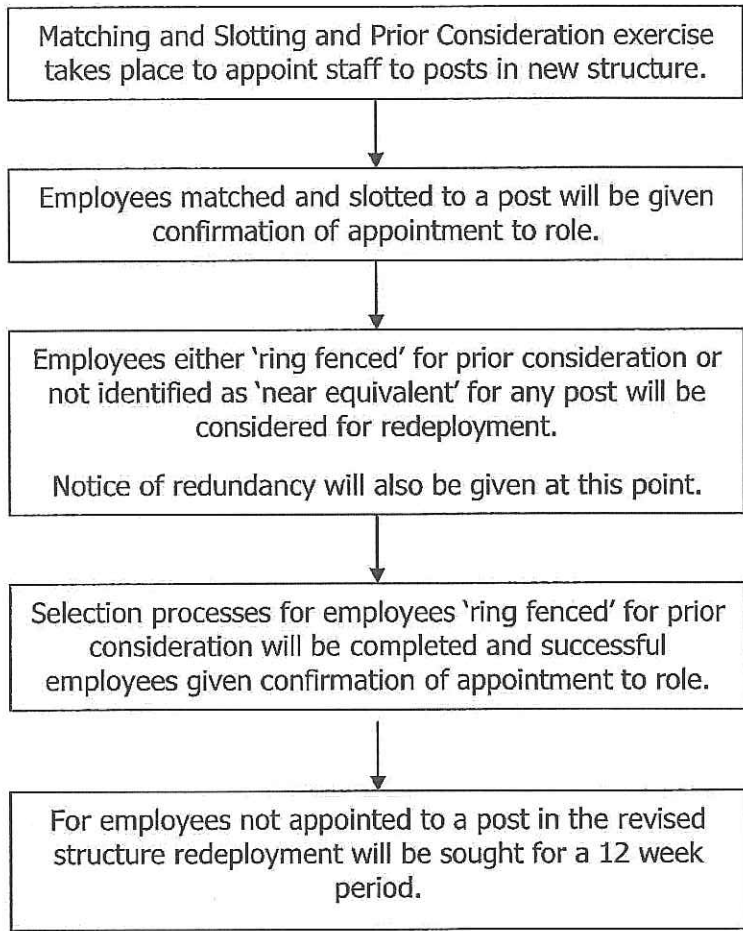 Matching and Slotting and Prior Consideration exercise
takes place to appoint staff to posts in new structure.
Employees matched and slotted to a post will be given
confirmation of appointment to role.
Employees either ‘ring fenced’ for prior consideration or
not identified as ‘near equivalent’ for any post will be
considered for redeployment.
Notice of redundancy will also be given at this point.
Selection processes for employees ‘ring fenced’ for prior
consideration will be completed and successful
employees given confirmation of appointment to role.
For employees not appointed to a post in the revised
structure redeployment will be sought for a 12 week
period.